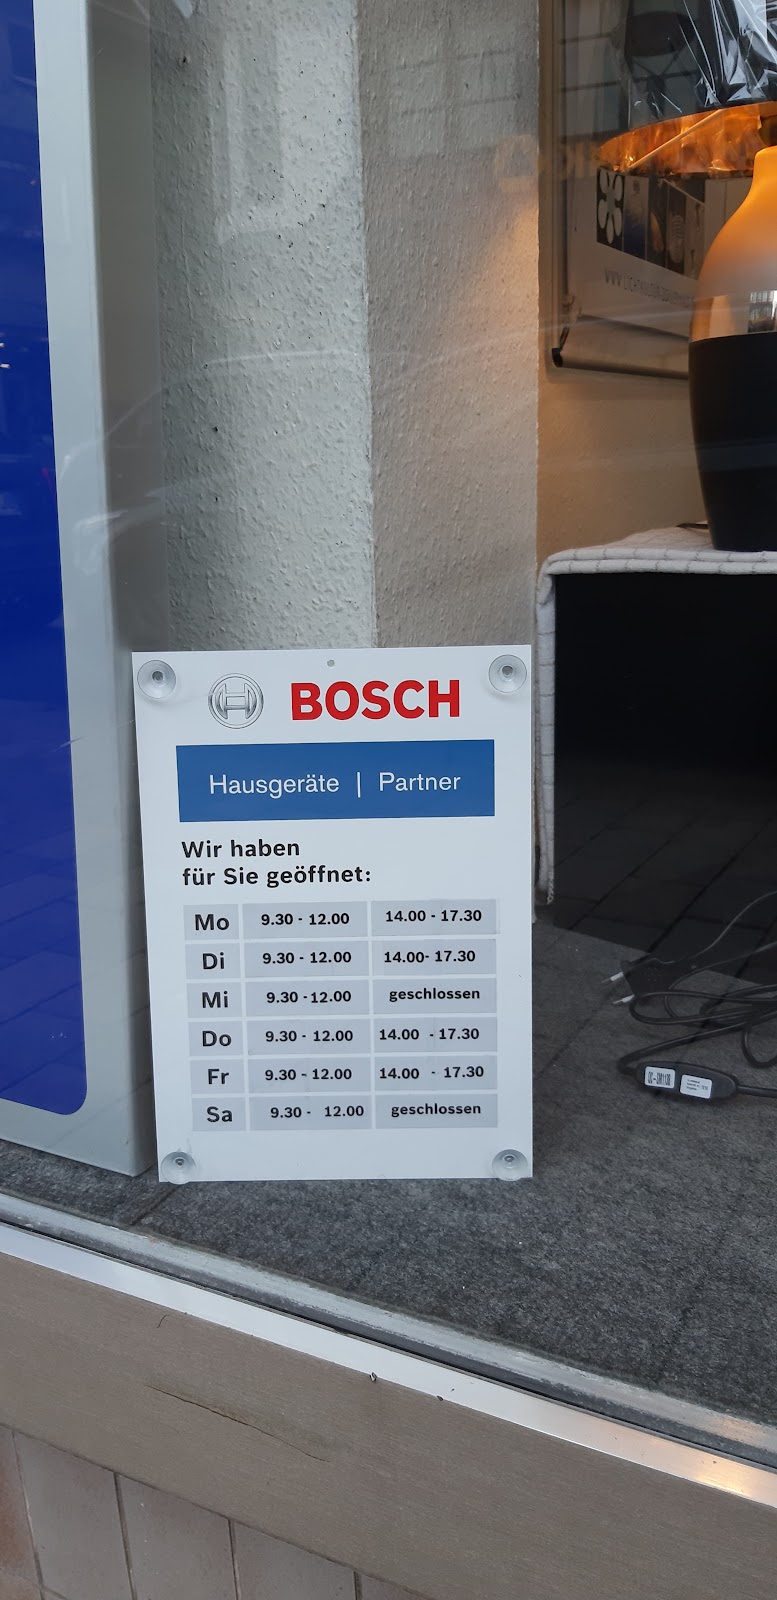 BOSCH
Hausgeräte | Partner
Wir haben
für Sie geöffnet:
Mo 9.30 - 12.00 14.00 - 17.30
Di 9.30 - 12.00 14.00- 17.30
Mi 9.30 -12.00 geschlossen
Do 9.30 - 12.00 14.00 - 17.30
Fr 9.30 - 12.00 14.00 - 17.30
Sa 9.30 - 12.00 geschlossen